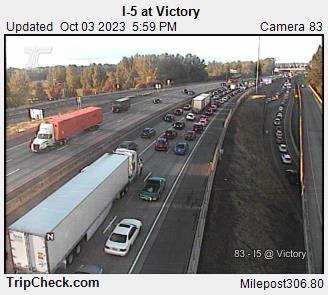 I-5 at Victory
Updated Oct 03 2023 5:59 PM Camera 83
83 - I5 @ Victory
TripCheck.com Milepost306.80